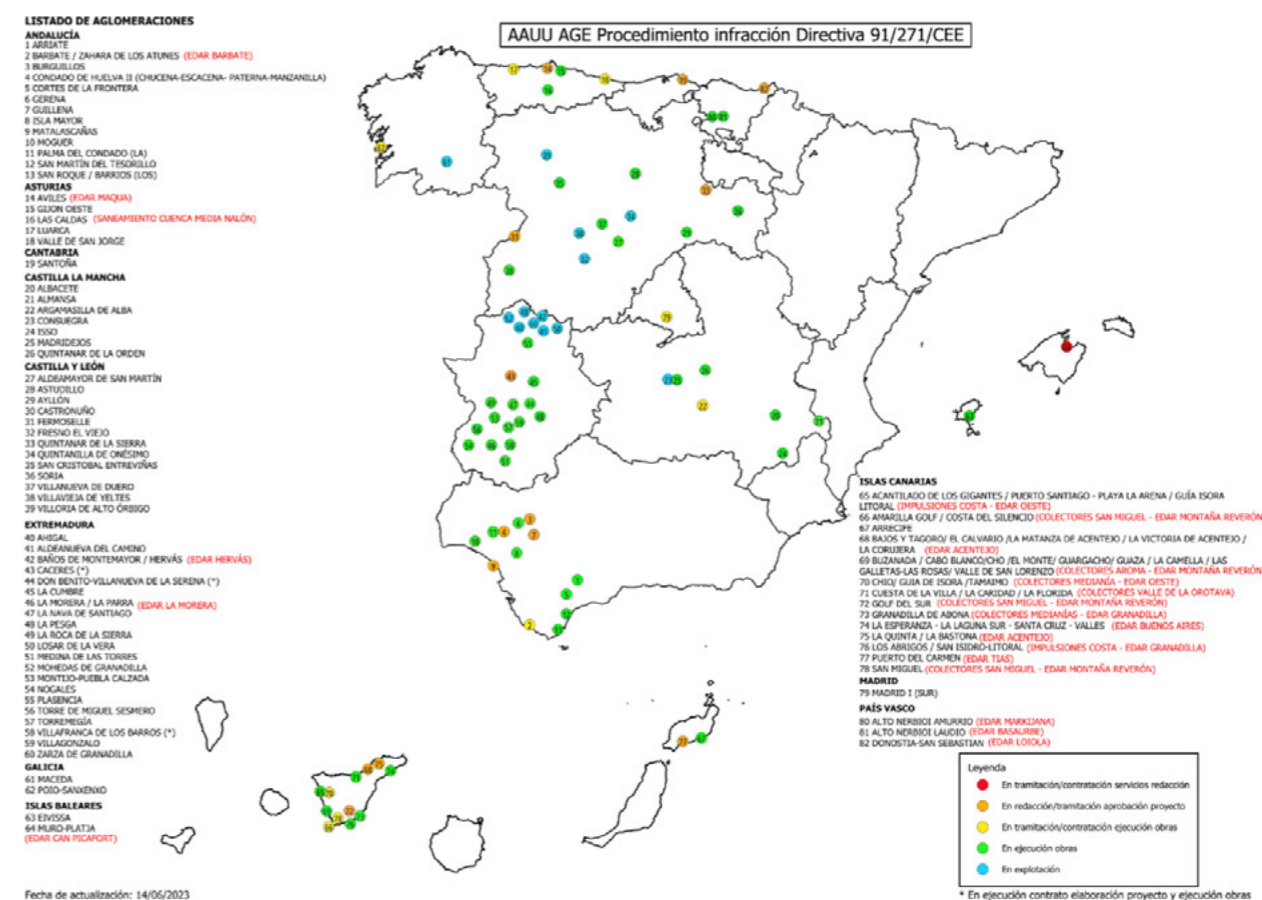 LISTADO DE AGLOMERACIONES
ANDALUCÍA
1 ARRIATE
2 BARBATE / ZAHARA DE LOS ATUNES (EDAR BARBATE)
3 BURGUILLOS
4 CONDADO DE HUELVA II (CHUCENA-ESCACENA- PATERNA-MANZANILLA)
5 CORTES DE LA FRONTERA
6 GERENA
7 GUILLENA
8 ISLA MAYOR
9 MATALASCAÑAS
10 MOGUER
11 PALMA DEL CONDADO (LA)
12 SAN MARTÍN DEL TESORILLO
13 SAN ROQUE / BARRIOS (LOS)
ASTURIAS
14 AVILES (EDAR MAQUA)
15 GIJON OESTE
16 LAS CALDAS (SANEAMIENTO CUENCA MEDIA NALÓN)
17 LUARCA
18 VALLE DE SAN JORGE
CANTABRIA
19 SANTOÑA
CASTILLA LA MANCHA
20 ALBACETE
21 ALMANSA
22 ARGAMASILLA DE ALBA
23 CONSUEGRA
24 ISSO
25 MADRIDEJOS
26 QUINTANAR DE LA ORDEN
CASTILLA Y LEÓN
27 ALDEAMAYOR DE SAN MARTÍN
28 ASTUDILLO
29 AYLLÓN
30 CASTRONUÑO
31 FERMOSELLE
32 FRESNO EL VIEJO
33 QUINTANAR DE LA SIERRA
34 QUINTANILLA DE ONÉSIMO
35 SAN CRISTOBAL ENTREVIÑAS
36 SORIA
37 VILLANUEVA DE DUERO
38 VILLAVIEJA DE YELTES
39 VILLORIA DE ALTO ÓRBIGO
EXTREMADURA
40 AHIGAL
41 ALDEANUEVA DEL CAMINO
42 BAÑOS DE MONTEMAYOR / HERVÁS (EDAR HERVÁS)
43 CACERES (*)
44 DON BENITO-VILLANUEVA DE LA SERENA (*)
45 LA CUMBRE
46 LA MORERA / LA PARRA (EDAR LA MORERA)
47 LA NAVA DE SANTIAGO
48 LA PESGA
49 LA ROCA DE LA SIERRA
50 LOSAR DE LA VERA
51 MEDINA DE LAS TORRES
52 MOHEDAS DE GRANADILLA
53 MONTIJO-PUEBLA CALZADA
54 NOGALES
55 PLASENCIA
56 TORRE DE MIGUEL SESMERO
57 TORREMEGÍA
58 VILLAFRANCA DE LOS BARROS (*)
59 VILLAGONZALO
60 ZARZA DE GRANADILLA
GALICIA
61 MACEDA
62 POIO-SANXENXO
ISLAS BALEARES
63 EIVISSA
64 MURO-PLATJA
(EDAR CAN PICAFORT)
Fecha de actualización: 14/06/2023
AAUU AGE Procedimiento infracción Directiva 91/271/CEE
ISLAS CANARIAS
65 ACANTILADO DE LOS GIGANTES / PUERTO SANTIAGO - PLAYA LA ARENA / GUÍA ISORA
LITORAL (IMPULSIONES COSTA - EDAR OESTE)
66 AMARILLA GOLF / COSTA DEL SILENCIO (COLECTORES SAN MIGUEL - EDAR MONTAÑA REVERÓN
67 ARRECIFE
68 BAJOS Y TAGORO/ EL CALVARIO /LA MATANZA DE ACENTEJO / LA VICTORIA DE ACENTEJO /
LA CORUJERA (EDAR ACENTEJO)
69 BUZANADA / CABO BLANCO/CHO /EL MONTE/ GUARGACHO/ GUAZA / LA CAMELLA / LAS
GALLETAS-LAS ROSAS/ VALLE DE SAN LORENZO (COLECTORES AROMA - EDAR MONTAÑA REVERÓN
70 CHIO/ GUIA DE ISORA /TAMAIMO (COLECTORES MEDIANÍA - EDAR OESTE)
71 CUESTA DE LA VILLA / LA CARIDAD / LA FLORIDA (COLECTORES VALLE DE LA OROTAVA)
72 GOLF DEL SUR (COLECTORES SAN MIGUEL - EDAR MONTAÑA REVERÓN)
73 GRANADILLA DE ABONA (COLECTORES MEDIANÍAS - EDAR GRANADILLA)
74 LA ESPERANZA - LA LAGUNA SUR - SANTA CRUZ - VALLES (EDAR BUENOS AIRES)
75 LA QUINTA / LA BASTONA (EDAR ACENTEJO)
76 LOS ABRIGOS / SAN ISIDRO-LITORAL (IMPULSIONES COSTA - EDAR GRANADILLA)
77 PUERTO DEL CARMEN (EDAR TIAS)
78 SAN MIGUEL (COLECTORES SAN MIGUEL - EDAR MONTAÑA REVERÓN)
MADRID
79 MADRID I (SUR)
PAÍS VASCO
80 ALTO NERBIOI AMURRIO (EDAR MARKIJANA)
81 ALTO NERBIOI LAUDIO (EDAR BASAURBE)
82 DONOSTIA-SAN SEBASTIAN (EDAR LOIOLA)
Leyenda
En tramitación/contratación servicios redacción
En redacción/tramitación aprobación proyecto
En tramitación/contratación ejecución obras
En ejecución obras
En explotación
* En ejecución contrato elaboración proyecto y ejecución obras